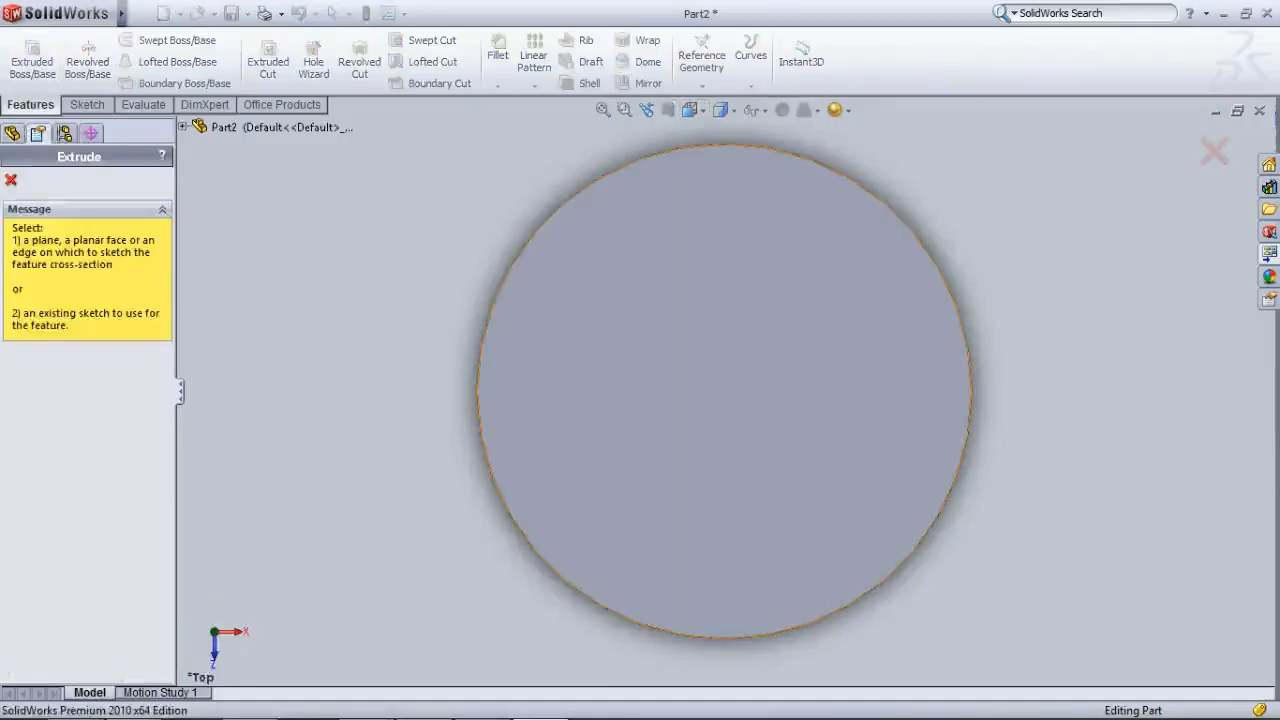 SolidWorks
Part2 *
SolidWorks Search
?
Extruded Boss/Base
Revolved Boss/Base
Swept Boss/Base
Lofted Boss/Base
Boundary Boss/Base
Extruded Cut
Hole Wizard
Revolved Cut
Swept Cut
Lofted Cut
Boundary Cut
Fillet
Linear Pattern
Rib
Draft
Shell
Wrap
Dome
Mirror
Reference Geometry
Curves
Instant3D
Features
Sketch
Evaluate
DimXpert
Office Products
Part2 (Default<<Default>_...
Extrude
?
Message
Select:
1) a plane, a planar face or an
edge on which to sketch the
feature cross-section
or
2) an existing sketch to use for
the feature.
X
Z
*Top
Model
Motion Study 1
SolidWorks Premium 2010 x64 Edition
Editing Part